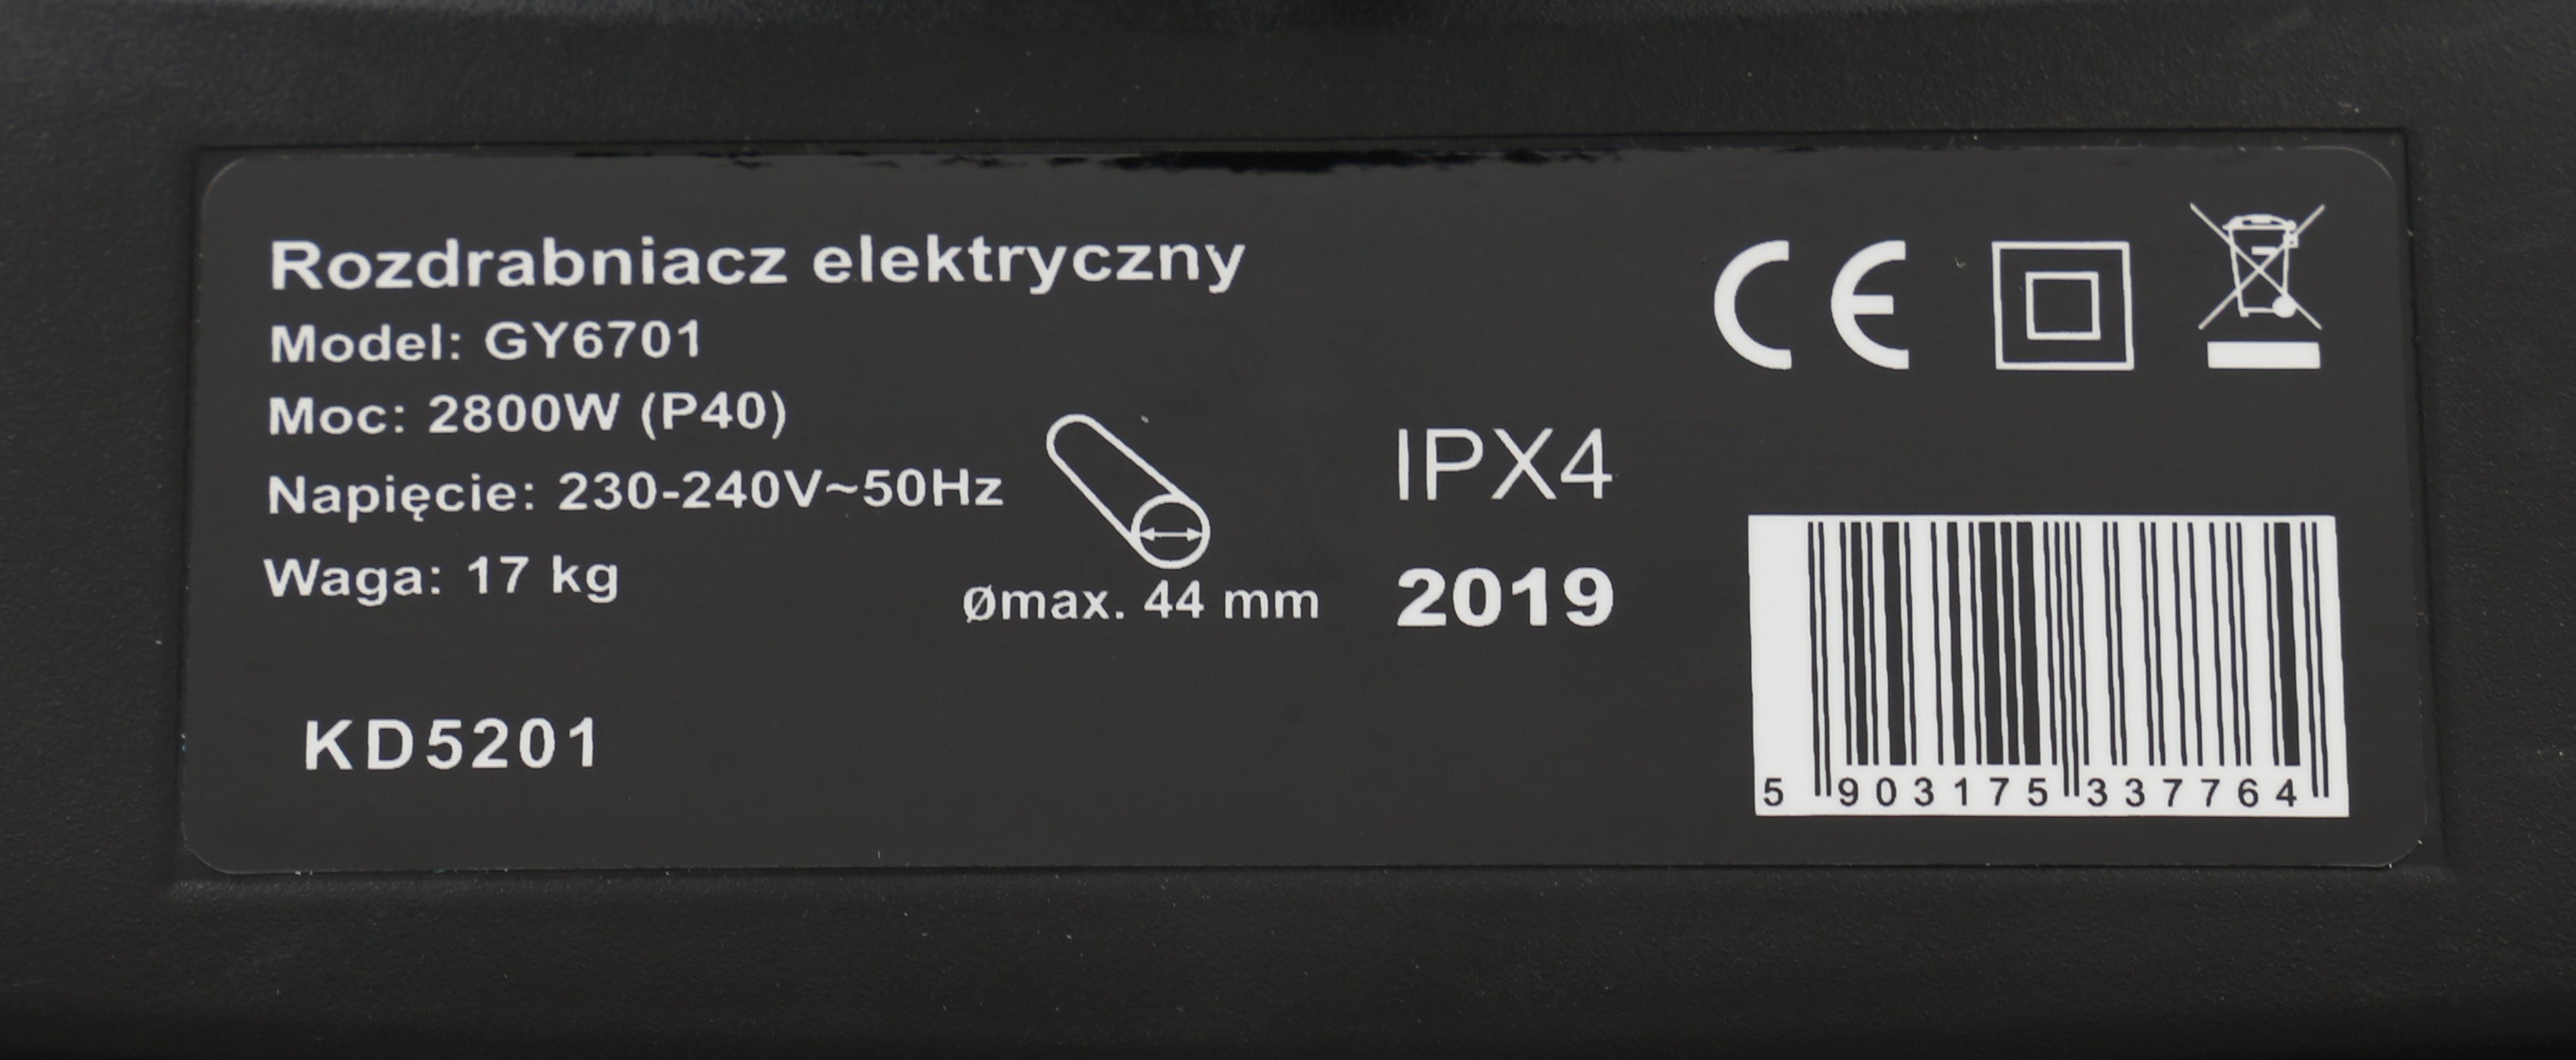 Rozdrabniacz elektryczny
Model: GY6701
Moc: 2800W (P40)
Napięcie: 230-240V~50Hz
Waga: 17 kg
ømax. 44 mm
KD5201
CE
IPX4
2019
5 903175 337764